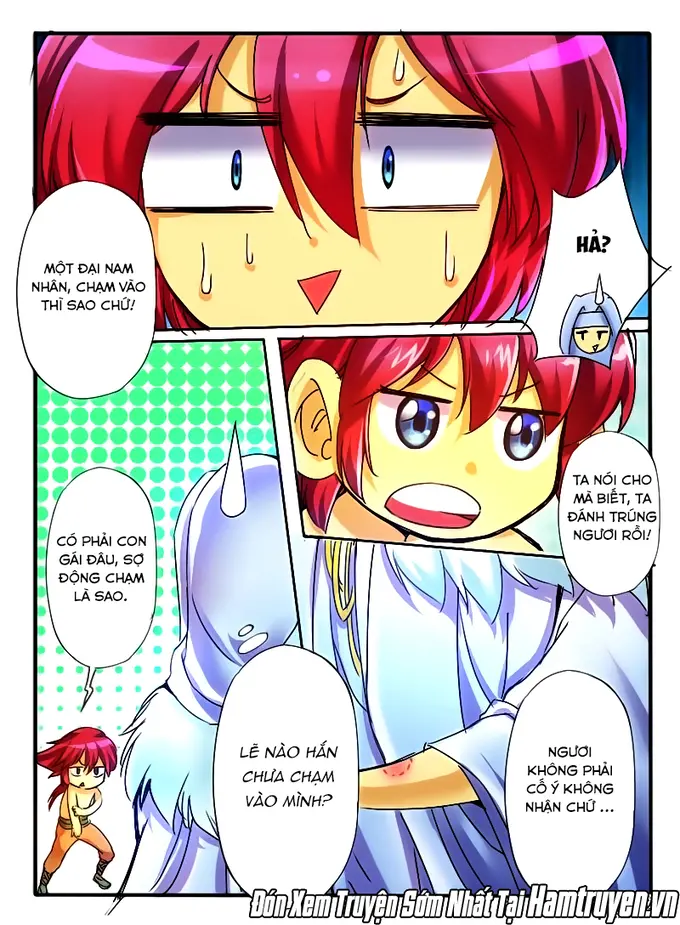 MỘT ĐẠI NAM
NHÂN, CHẠM VÀO
THÌ SAO CHỨ!
HẢ?
TA NÓI CHO
MÀ BIẾT, TA
ĐÁNH TRÚNG
NGƯƠI RỒI!
CÓ PHẢI CON
GÁI ĐÂU, SỢ
ĐỘNG CHẠM
LÀ SAO.
LẼ NÀO HẮN
CHƯA CHẠM
VÀO MÌNH?
NGƯƠI
KHÔNG PHẢI
CỐ Ý KHÔNG
NHẬN CHỨ ...
Đón Xem Truyện Sớm Nhất Tại Hamtruyen.vn